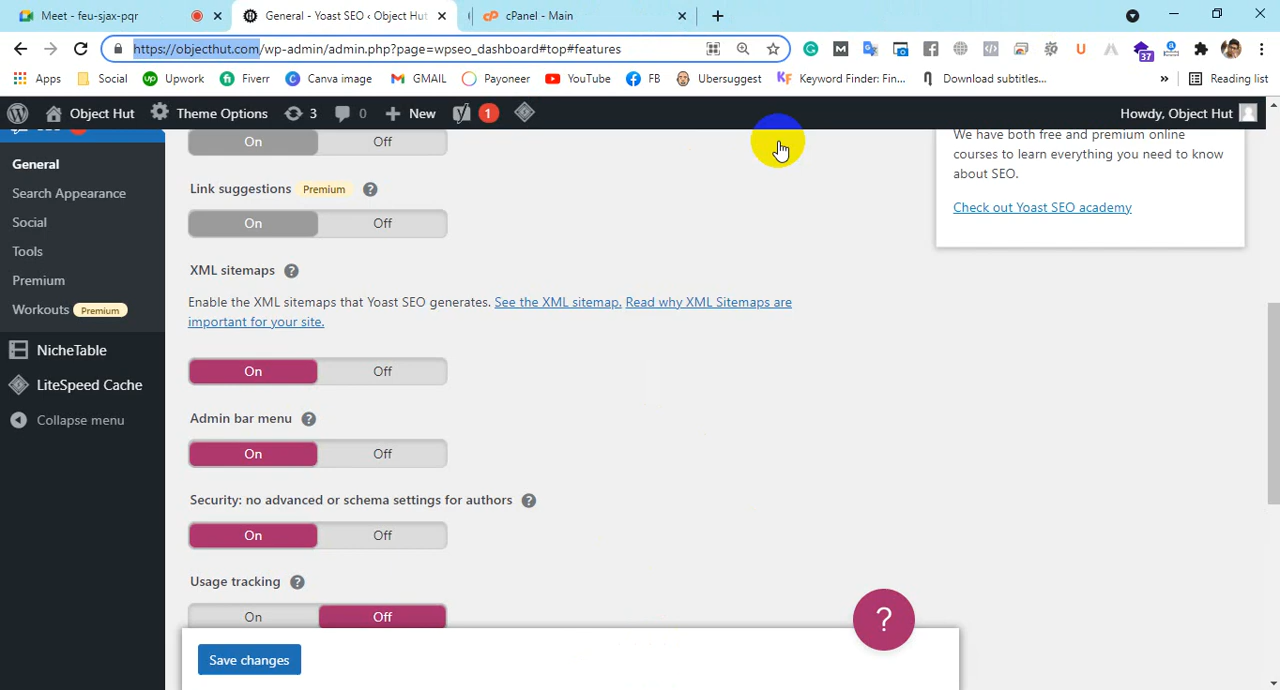 Meet - feu-sjax-pqr
General - Yoast SEO ‹ Object Hut
cPanel - Main
https://objecthut.com/wp-admin/admin.php?page=wpseo_dashboard#top#features
37
Apps
Social
Upwork
Fiverr
Canva image
GMAIL
Payoneer
YouTube
FB
Ubersuggest
Keyword Finder: Fin...
Download subtitles...
»
Reading list
Object Hut
Theme Options
3
0
New
1
Howdy, Object Hut
General
Search Appearance
Social
Tools
Premium
Workouts Premium
NicheTable
LiteSpeed Cache
Collapse menu
On Off
Link suggestions Premium ?
On Off
XML sitemaps ?
Enable the XML sitemaps that Yoast SEO generates. See the XML sitemap. Read why XML Sitemaps are
important for your site.
On Off
Admin bar menu ?
On Off
Security: no advanced or schema settings for authors ?
On Off
Usage tracking ?
On Off
Save changes
?
We have both free and premium online
courses to learn everything you need to know
about SEO.
Check out Yoast SEO academy